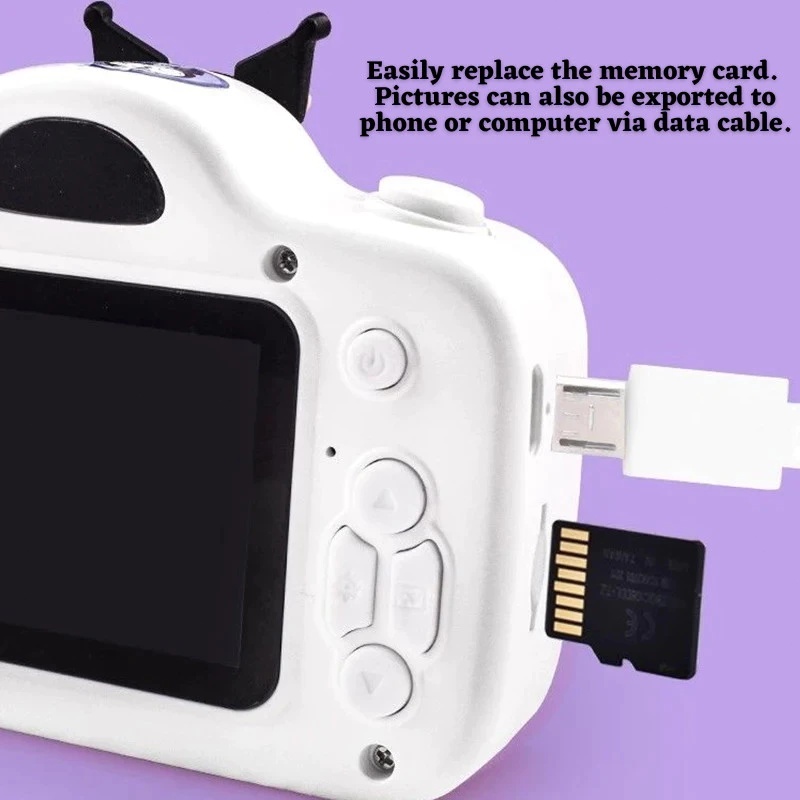 Easily replace the memory card.
Pictures can also be exported to
phone or computer via data cable.